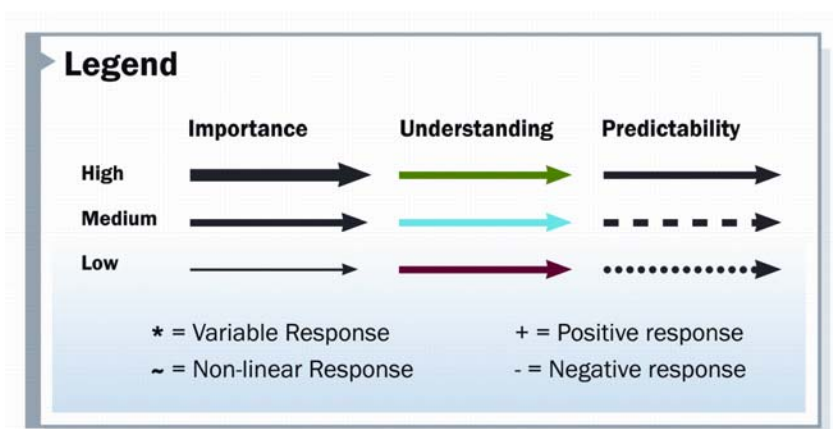 Legend
Importance Understanding Predictability
High
Medium
Low
* = Variable Response + = Positive response
~ = Non-linear Response - = Negative response